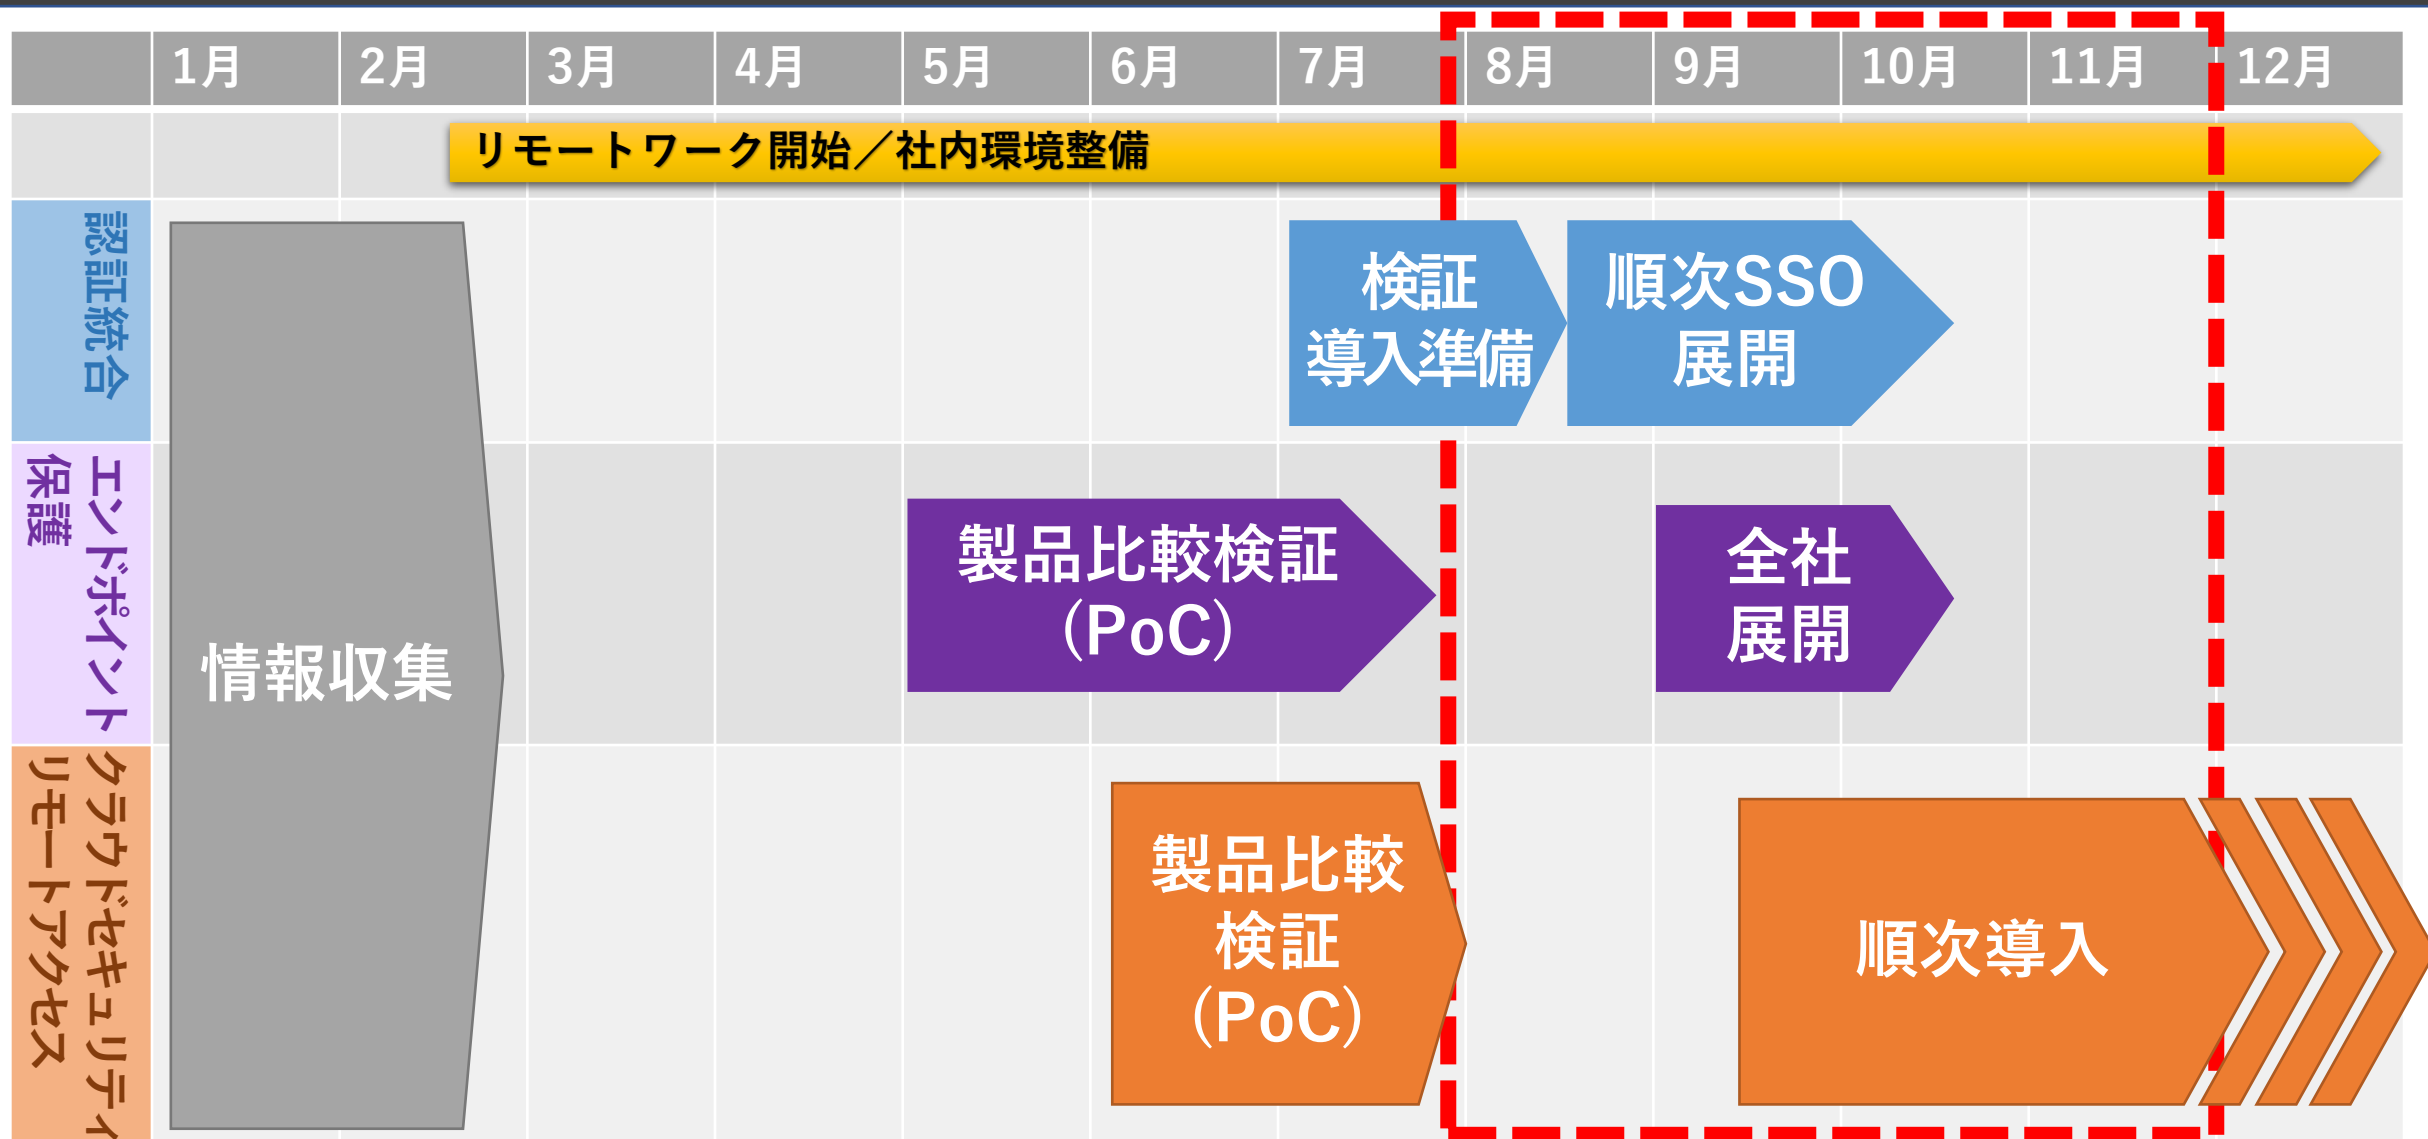 1月
2月
3月
4月
5月
6月
7月
8月
9月
10月
11月
12月
リモートワーク開始／社内環境整備
認証統合
検証
導入準備
順次SSO
展開
エンドポイント
保護
製品比較検証
（PoC）
全社
展開
情報収集
クラウドセキュリティ
リモートアクセス
製品比較
検証
（PoC）
順次導入